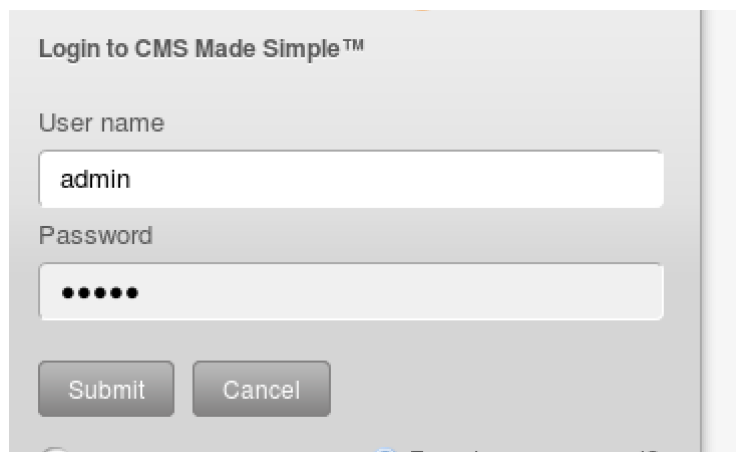 Login to CMS Made Simple™
User name
admin
Password
•••••
Submit Cancel